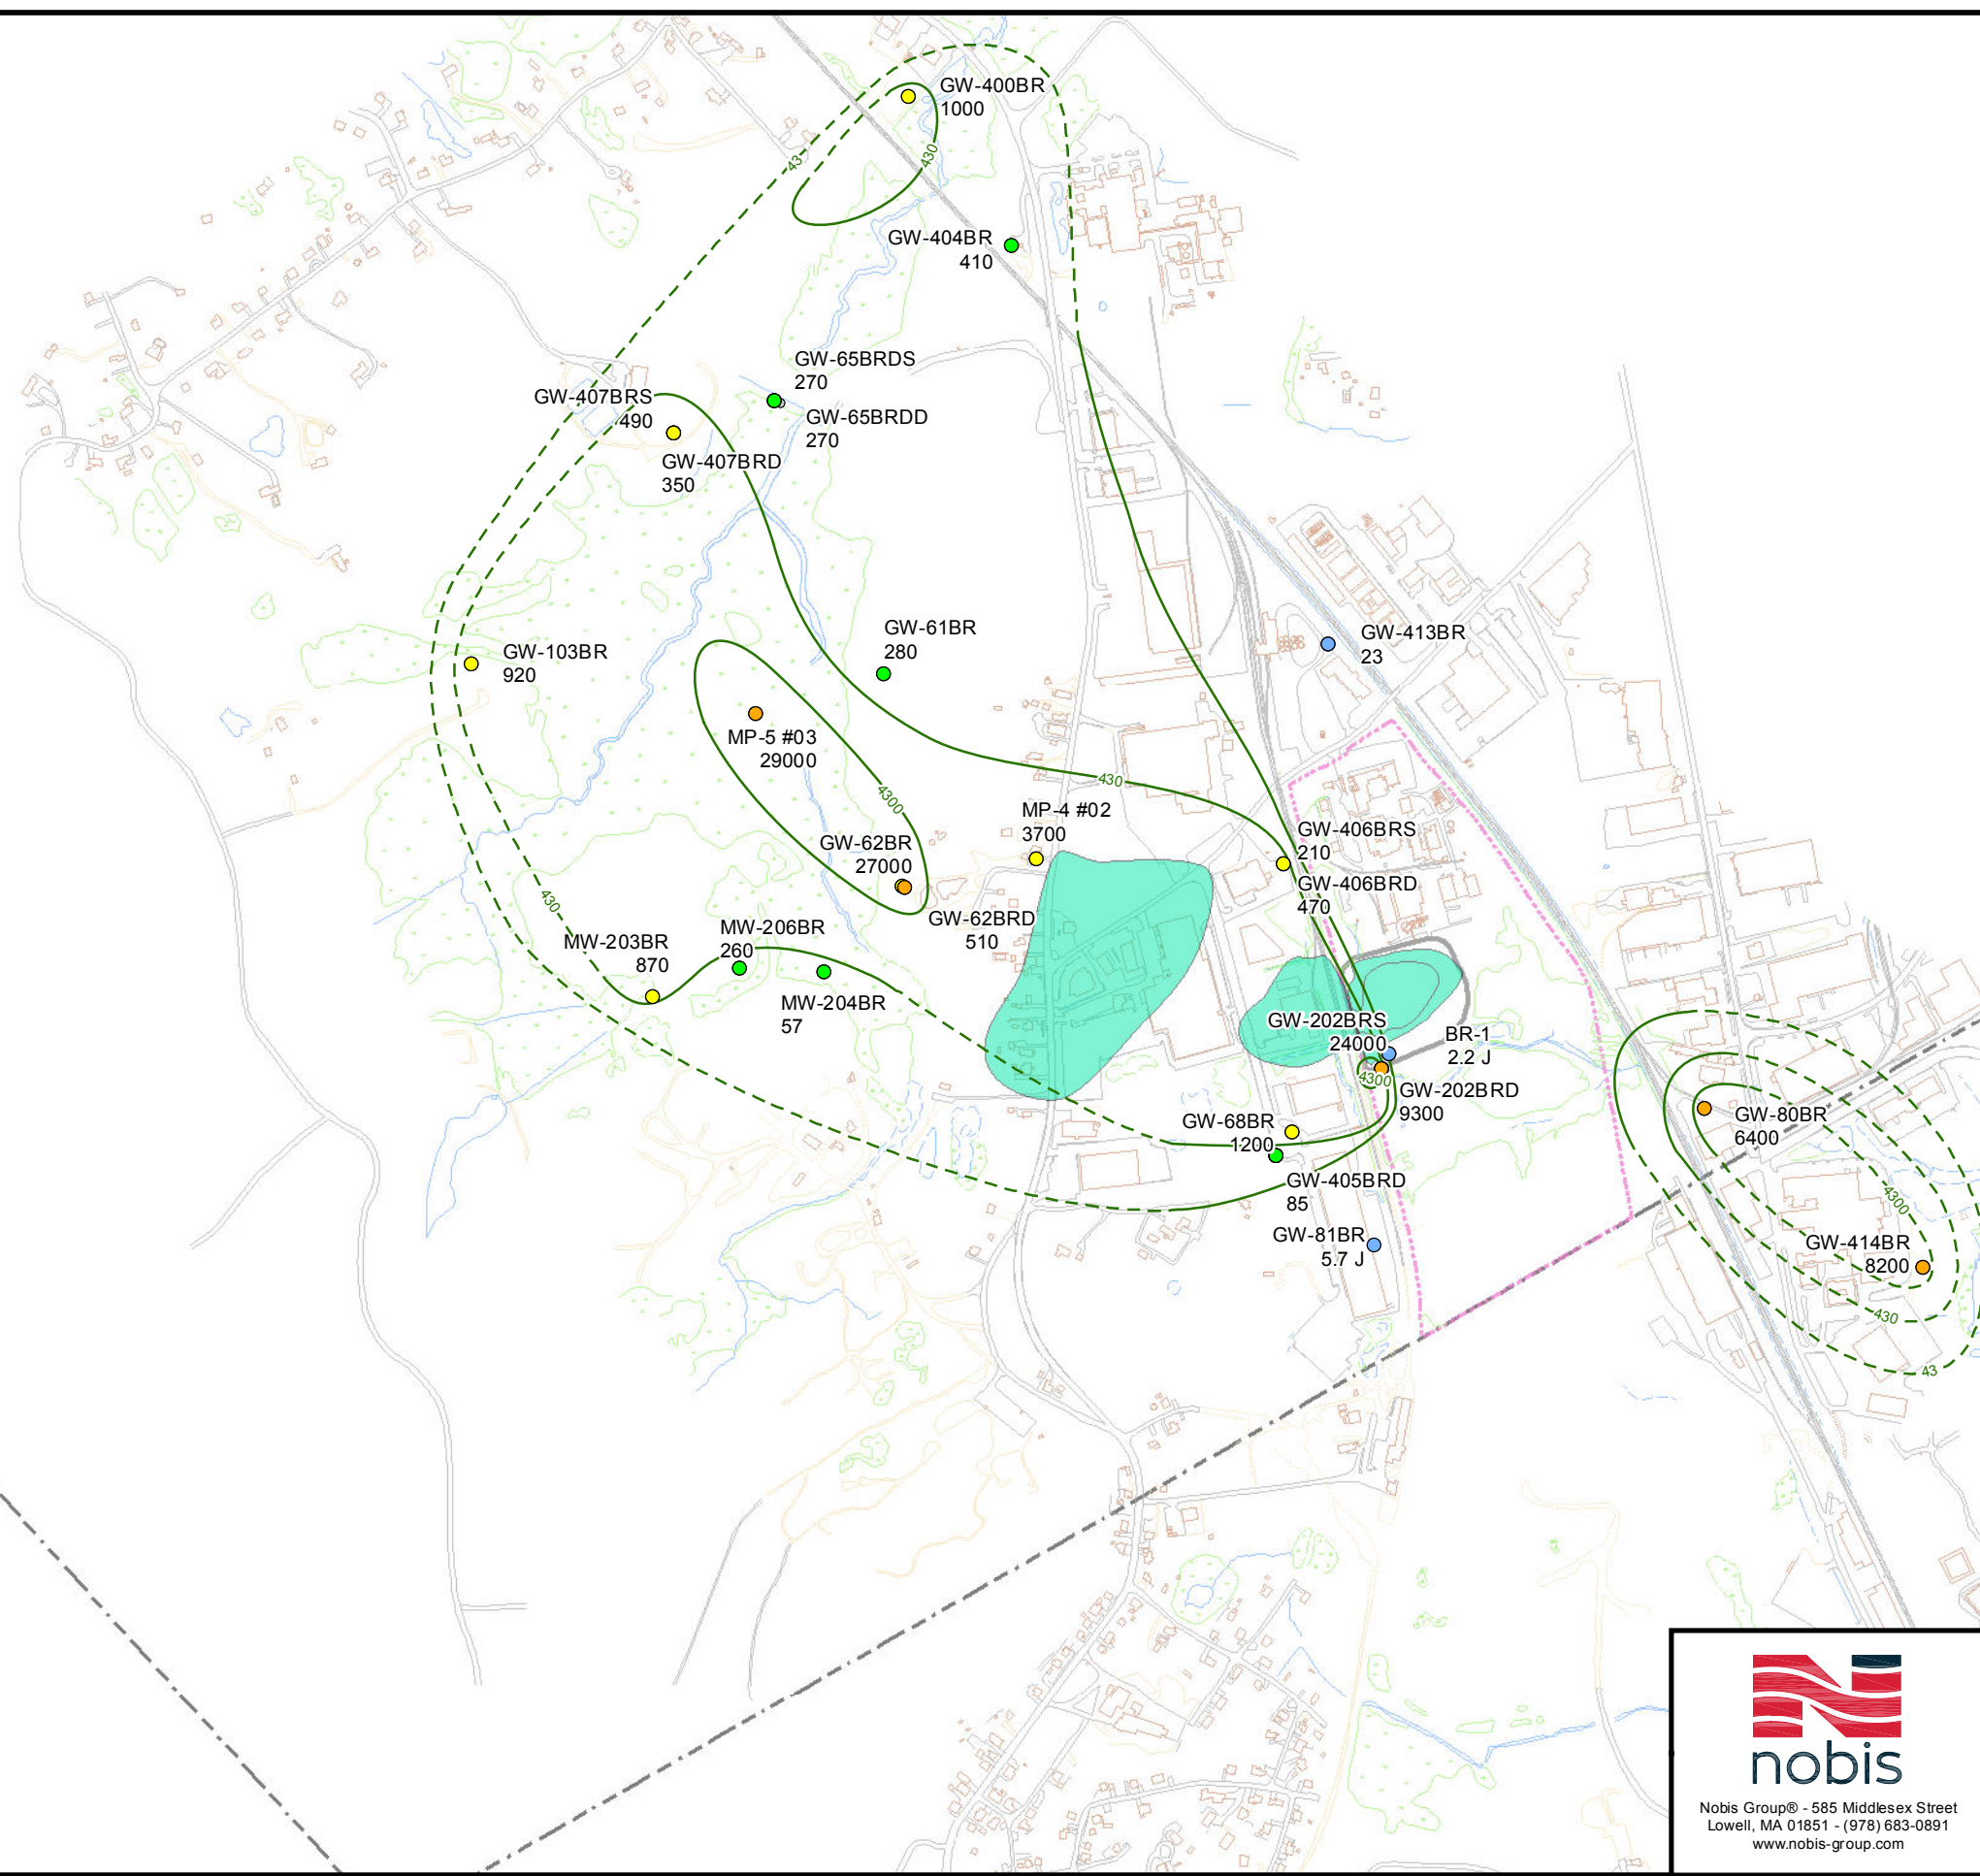 GW-400BR
1000
43
430
GW-404BR
410
GW-65BRDS
270
GW-407BRS
490
GW-65BRDD
270
GW-407BRD
350
GW-61BR
280
GW-413BR
23
GW-103BR
920
MP-5 #03
29000
430
4300
MP-4 #02
3700
GW-406BRS
210
GW-62BR
27000
GW-406BRD
470
430
GW-62BRD
510
MW-206BR
260
MW-203BR
870
MW-204BR
57
GW-202BRS
24000
BR-1
2.2 J
4300
GW-202BRD
9300
GW-68BR
1200
GW-80BR
6400
GW-405BRD
85
4300
GW-81BR
5.7 J
GW-414BR
8200
430
43
nobis
Nobis Group® - 585 Middlesex Street
Lowell, MA 01851 - (978) 683-0891
www.nobis-group.com